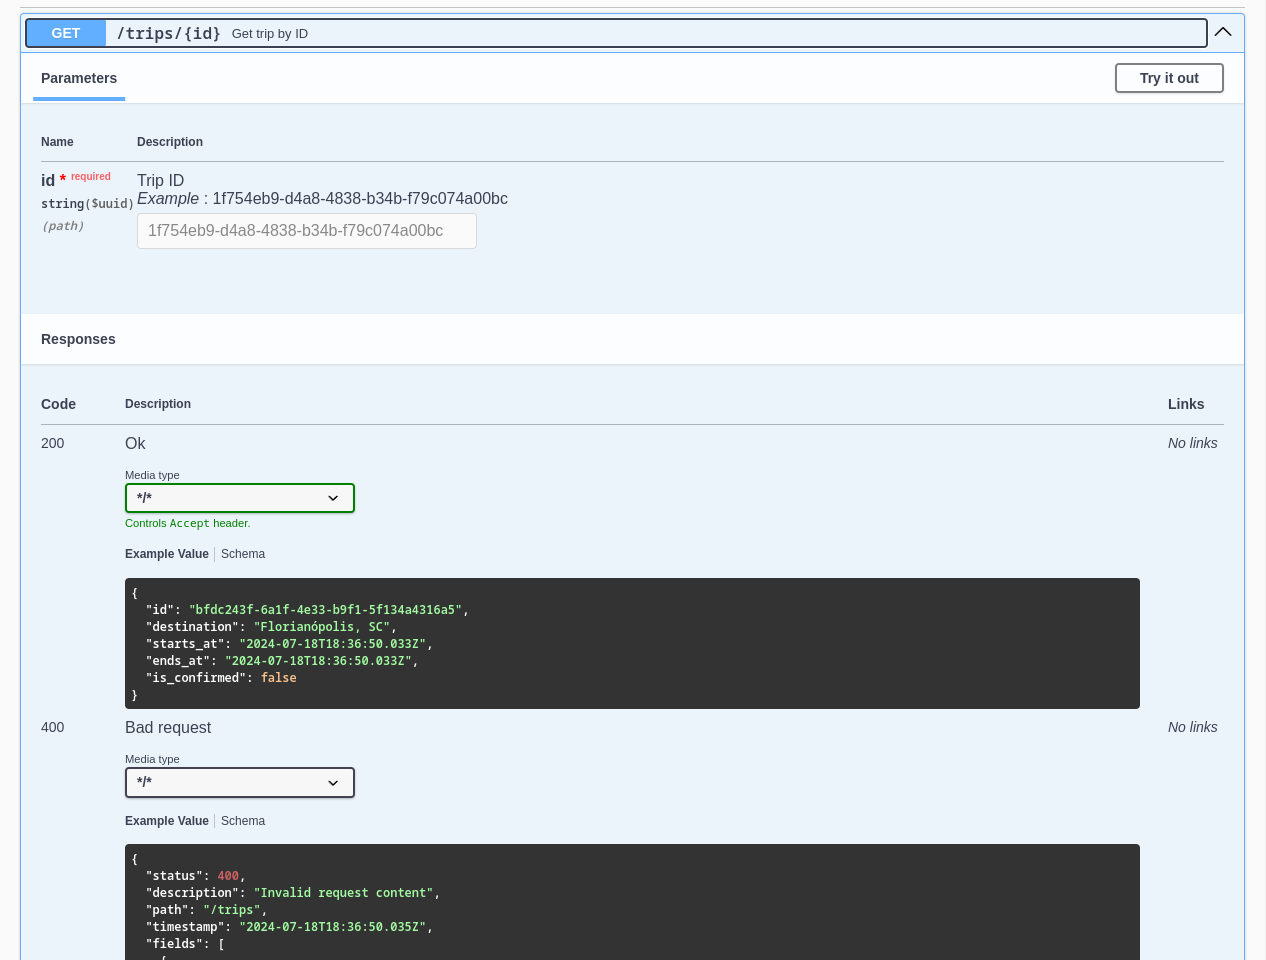 GET /trips/{id} Get trip by ID
Parameters
Try it out
Name Description
id * required
string($uuid)
(path)
Trip ID
Example : 1f754eb9-d4a8-4838-b34b-f79c074a00bc
1f754eb9-d4a8-4838-b34b-f79c074a00bc
Responses
Code Description Links
200 Ok No links
Media type
*/*
Controls Accept header.
Example Value Schema
{
"id": "bfdc243f-6a1f-4e33-b9f1-5f134a4316a5",
"destination": "Florianópolis, SC",
"starts_at": "2024-07-18T18:36:50.033Z",
"ends_at": "2024-07-18T18:36:50.033Z",
"is_confirmed": false
}
400 Bad request No links
Media type
*/*
Example Value Schema
{
"status": 400,
"description": "Invalid request content",
"path": "/trips",
"timestamp": "2024-07-18T18:36:50.035Z",
"fields": [
{